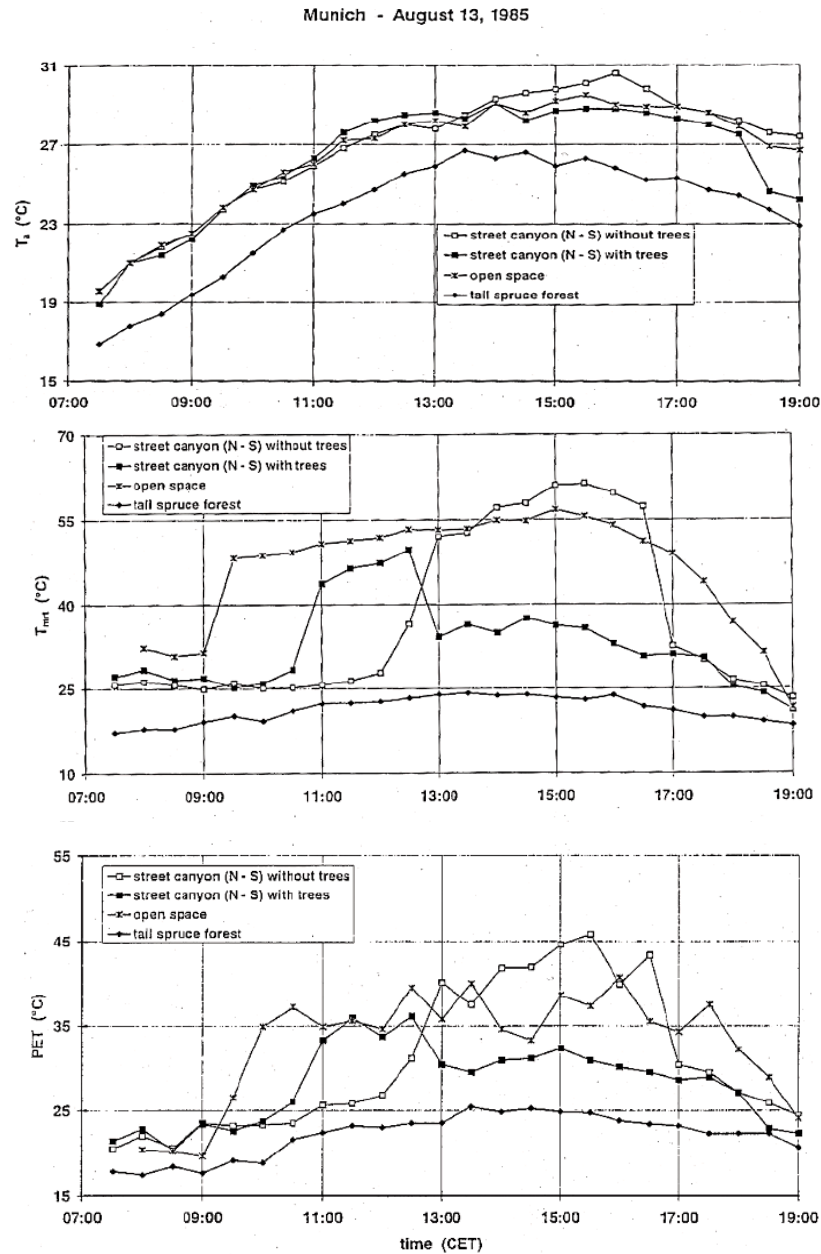 Munich - August 13, 1985
31
27
23
19
15
Ta (°C)
street canyon (N - S) without trees
street canyon (N - S) with trees
open space
tall spruce forest
07:00 09:00 11:00 13:00 15:00 17:00 19:00
70
55
40
25
10
Tmrt (°C)
street canyon (N - S) without trees
street canyon (N - S) with trees
open space
tall spruce forest
07:00 09:00 11:00 13:00 15:00 17:00 19:00
55
45
35
25
15
PET (°C)
street canyon (N - S) without trees
street canyon (N - S) with trees
open space
tall spruce forest
07:00 09:00 11:00 13:00 15:00 17:00 19:00
time (CET)